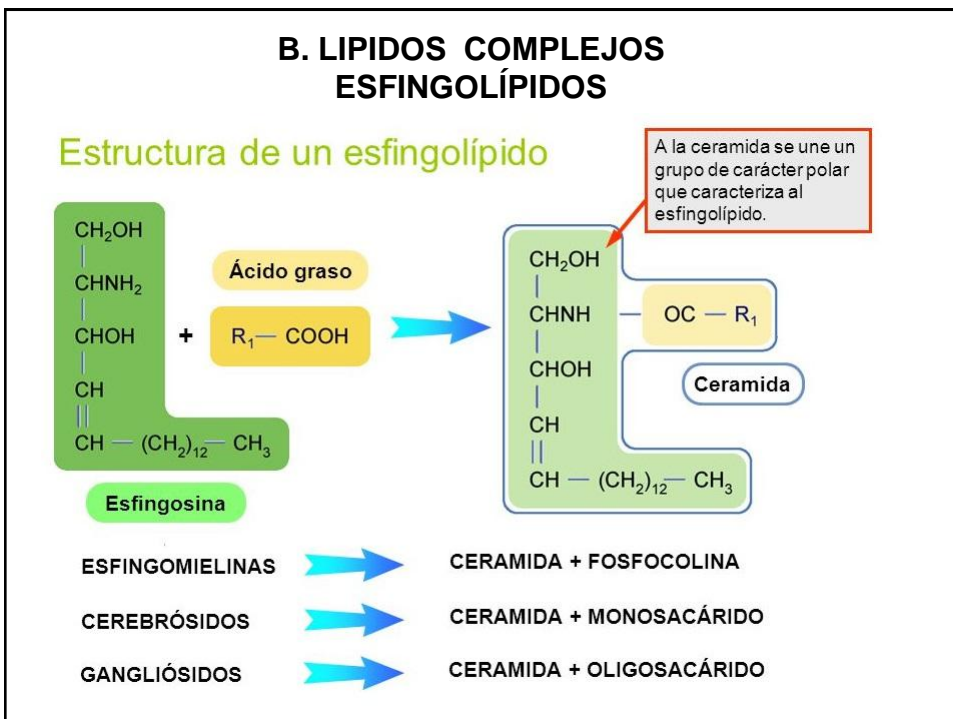 B. LIPIDOS COMPLEJOS
ESFINGOLÍPIDOS
Estructura de un esfingolípido
A la ceramida se une un
grupo de carácter polar
que caracteriza al
esfingolípido.
CH₂OH
CHNH₂
CHOH
CH
CH — (CH₂)₁₂ — CH₃
Esfingosina
+
Ácido graso
R₁— COOH
CH₂OH
CHNH — OC — R₁
CHOH
CH
CH — (CH₂)₁₂ — CH₃
Ceramida
ESFINGOMIELINAS CERAMIDA + FOSFOCOLINA
CEREBRÓSIDOS CERAMIDA + MONOSACÁRIDO
GANGLIÓSIDOS CERAMIDA + OLIGOSACÁRIDO